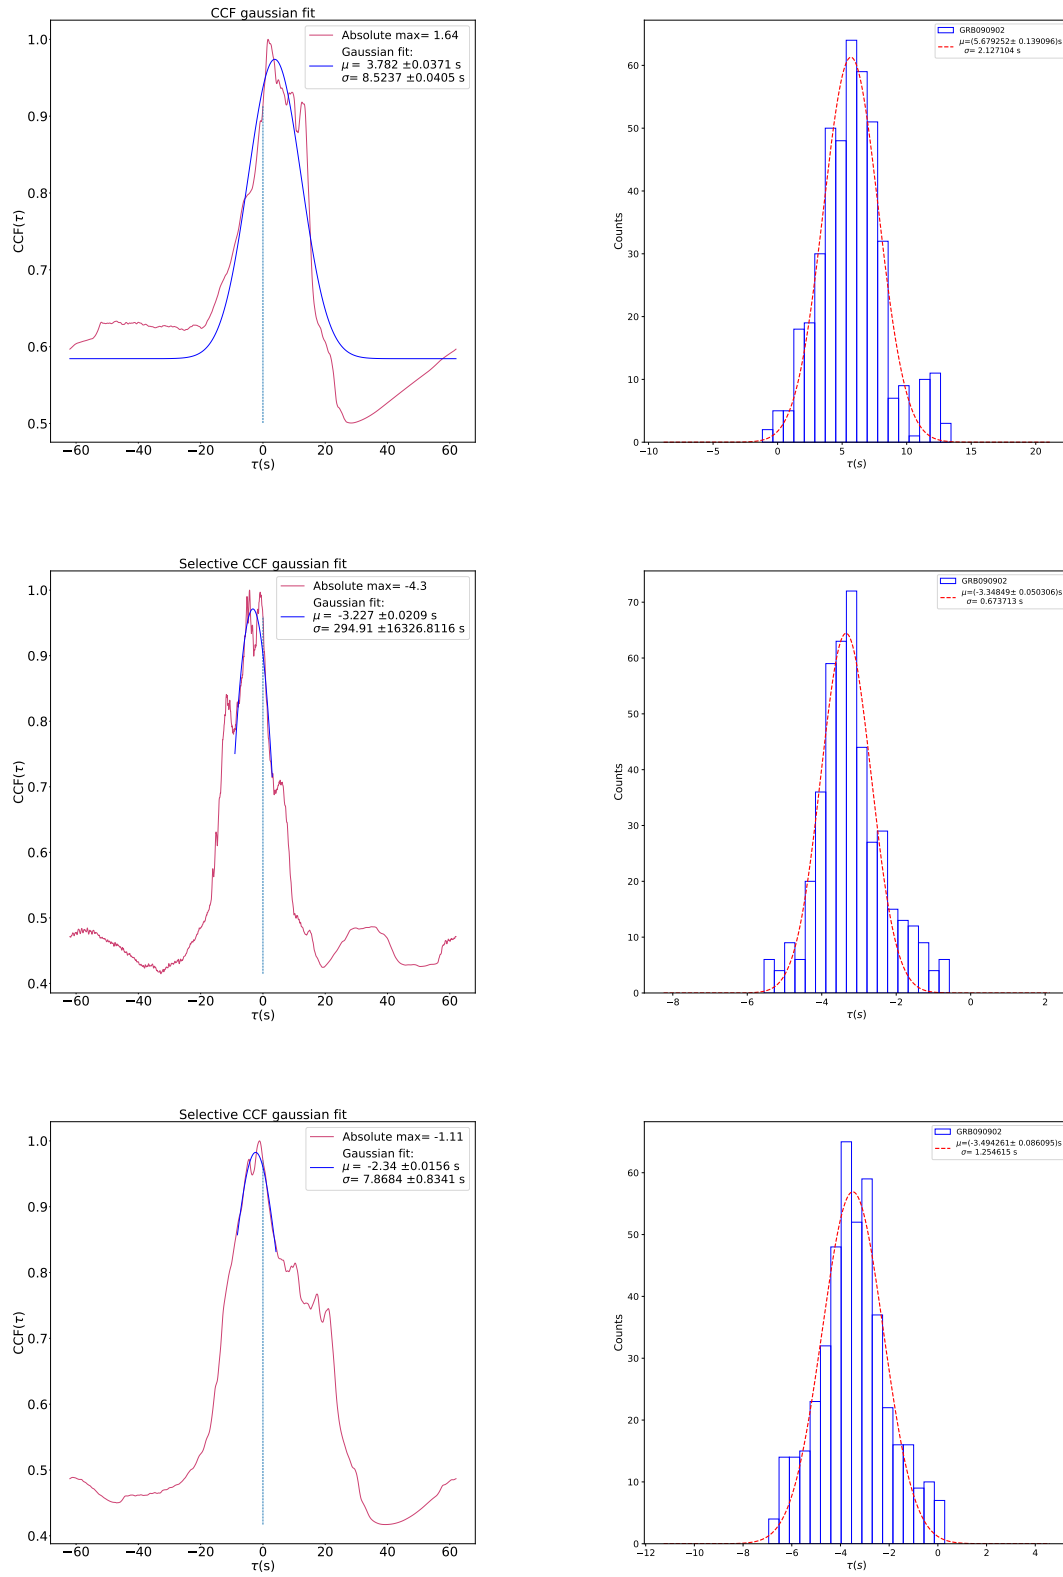 CCF gaussian fit
Absolute max= 1.64
Gaussian fit:
μ = 3.782 ±0.0371 s
σ= 8.5237 ±0.0405 s
CCF(τ)
1.0
0.9
0.8
0.7
0.6
0.5
−60 −40 −20 0 20 40 60
τ(s)
GRB090902
μ=(5.679252± 0.139096)s
σ= 2.127104 s
Counts
60
50
40
30
20
10
0
−10 −5 0 5 10 15 20
τ(s)
Selective CCF gaussian fit
Absolute max= -4.3
Gaussian fit:
μ = -3.227 ±0.0209 s
σ= 294.91 ±16326.8116 s
CCF(τ)
1.0
0.9
0.8
0.7
0.6
0.5
0.4
−60 −40 −20 0 20 40 60
τ(s)
GRB090902
μ=(-3.34849± 0.050306)s
σ= 0.673713 s
Counts
70
60
50
40
30
20
10
0
−8 −6 −4 −2 0 2
τ(s)
Selective CCF gaussian fit
Absolute max= -1.11
Gaussian fit:
μ = -2.34 ±0.0156 s
σ= 7.8684 ±0.8341 s
CCF(τ)
1.0
0.9
0.8
0.7
0.6
0.5
0.4
−60 −40 −20 0 20 40 60
τ(s)
GRB090902
μ=(-3.494261± 0.086095)s
σ= 1.254615 s
Counts
60
50
40
30
20
10
0
−12 −10 −8 −6 −4 −2 0 2 4
τ(s)